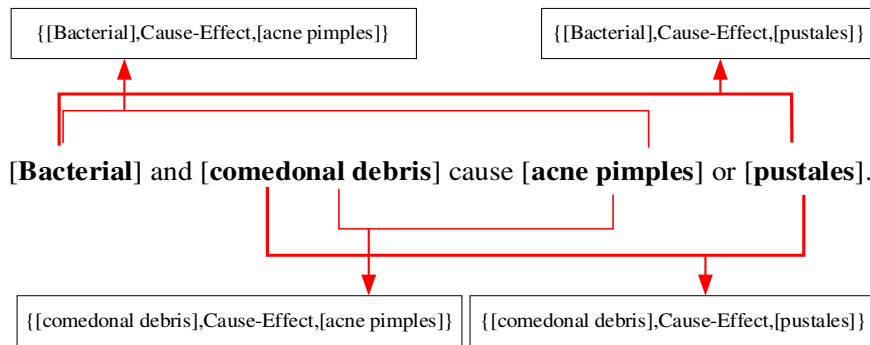 {[Bacterial],Cause-Effect,[acne pimples]}
{[Bacterial],Cause-Effect,[pustales]}
[Bacterial] and [comedonal debris] cause [acne pimples] or [pustales].
{[comedonal debris],Cause-Effect,[acne pimples]}
{[comedonal debris],Cause-Effect,[pustales]}